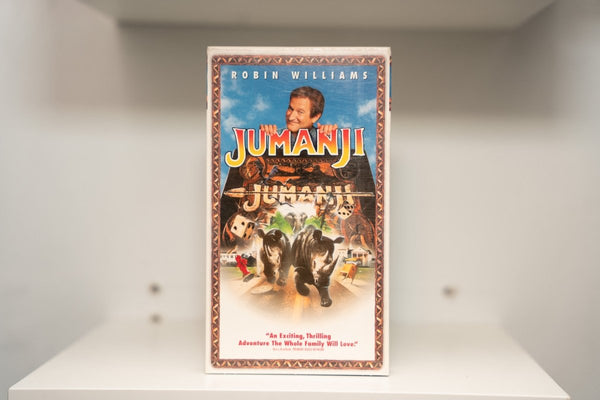 ROBIN WILLIAMS
JUMANJI
JUMANJI
"An Exciting, Thrilling
Adventure The Whole Family Will Love."